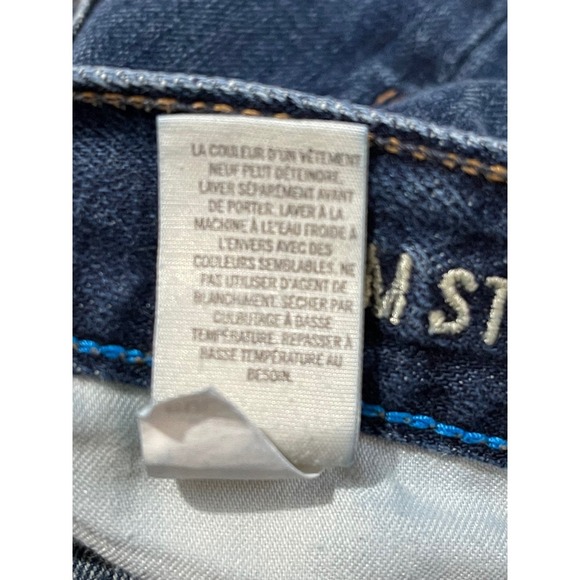 LA COULEUR D'UN VÊTEMENT
NEUF PEUT DÉTEINDRE.
LAVER SÉPARÉMENT AVANT
DE PORTER. LAVER À LA
MACHINE À LE'EAU FROIDE À
L'ENVERS AVEC DES
COULEURS SEMBLABLES. NE
PAS UTILISER D'AGENT DE
BLANCHIMENT. SÉCHER PAR
CULBUTAGE À BASSE
TEMPÉRATURE. REPASSER À
BASSE TEMPÉRATURE AU
BESOIN.
M ST